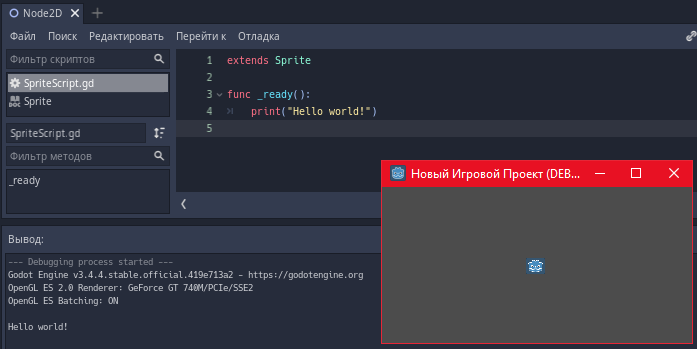 Node2D
Файл Поиск Редактировать Перейти к Отладка
Фильтр скриптов
SpriteScript.gd
Sprite
SpriteScript.gd
Фильтр методов
_ready
1 extends Sprite
2
3 func _ready():
4 print("Hello world!")
5
Новый Игровой Проект (DEB...
Вывод:
--- Debugging process started ---
Godot Engine v3.4.4.stable.official.419e713a2 - https://godotengine.org
OpenGL ES 2.0 Renderer: GeForce GT 740M/PCIe/SSE2
OpenGL ES Batching: ON
Hello world!